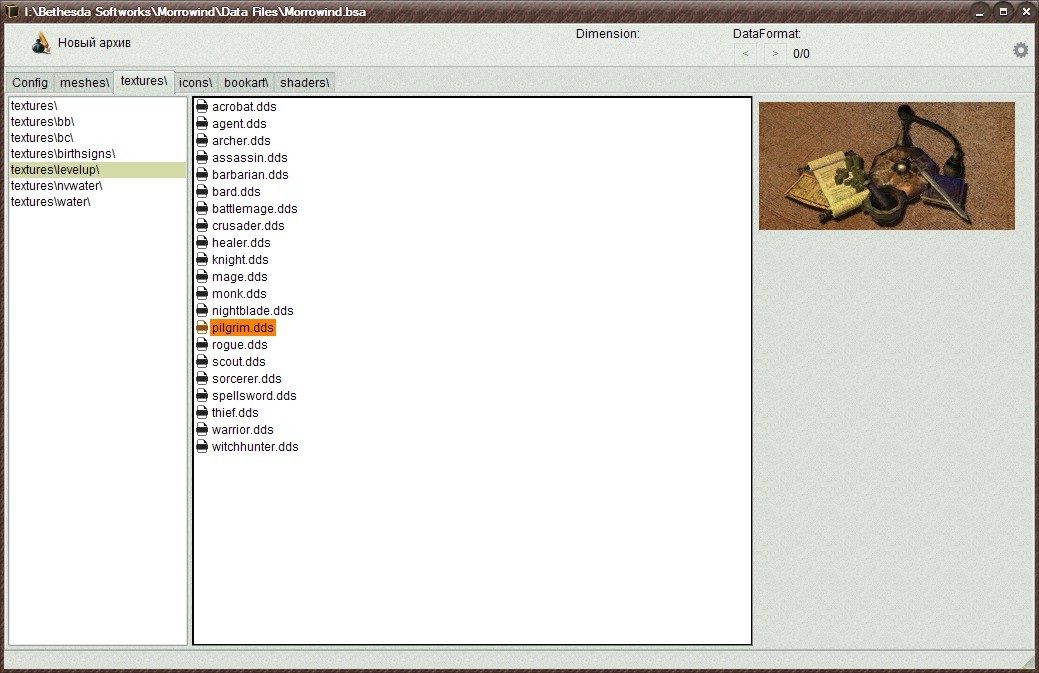 I:\Bethesda Softworks\Morrowind\Data Files\Morrowind.bsa
Новый архив
Dimension:
DataFormat:
< > 0/0
Config meshes\ textures\ icons\ bookart\ shaders\
textures\
textures\bb\
textures\bc\
textures\birthsigns\
textures\levelup\
textures\nvwater\
textures\water\
acrobat.dds
agent.dds
archer.dds
assassin.dds
barbarian.dds
bard.dds
battlemage.dds
crusader.dds
healer.dds
knight.dds
mage.dds
monk.dds
nightblade.dds
pilgrim.dds
rogue.dds
scout.dds
sorcerer.dds
spellsword.dds
thief.dds
warrior.dds
witchhunter.dds